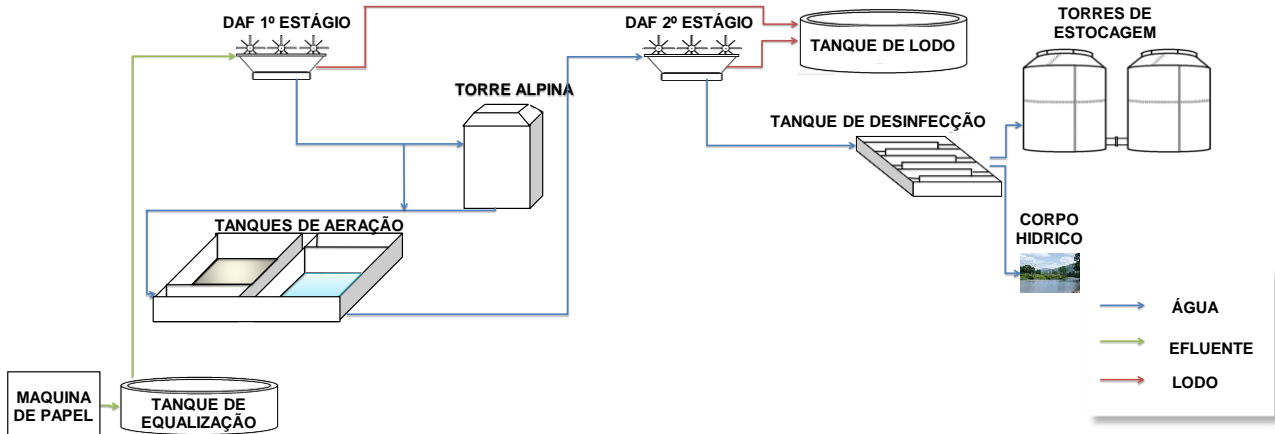 DAF 1º ESTÁGIO
DAF 2º ESTÁGIO
TANQUE DE LODO
TORRES DE
ESTOCAGEM
TORRE ALPINA
TANQUE DE DESINFECÇÃO
TANQUES DE AERAÇÃO
CORPO
HIDRICO
ÁGUA
EFLUENTE
LODO
MAQUINA
DE PAPEL
TANQUE DE
EQUALIZAÇÃO